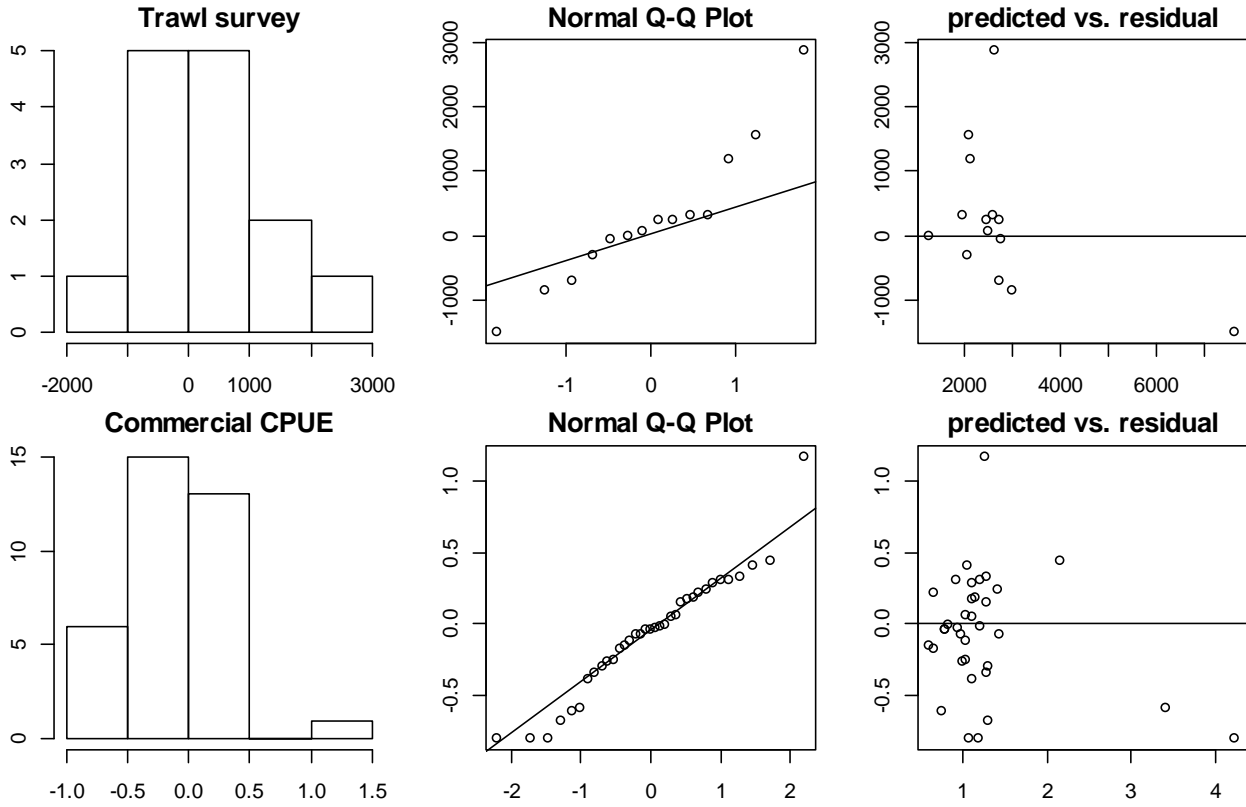 Trawl survey
Normal Q-Q Plot
predicted vs. residual
0 1 2 3 4 5
-2000 0 1000 3000
-1000 0 1000 2000 3000
-1 0 1
-1000 0 1000 2000 3000
2000 4000 6000
Commercial CPUE
Normal Q-Q Plot
predicted vs. residual
0 5 10 15
-1.0 -0.5 0.0 0.5 1.0 1.5
-0.5 0.0 0.5 1.0
-2 -1 0 1 2
-0.5 0.0 0.5 1.0
1 2 3 4